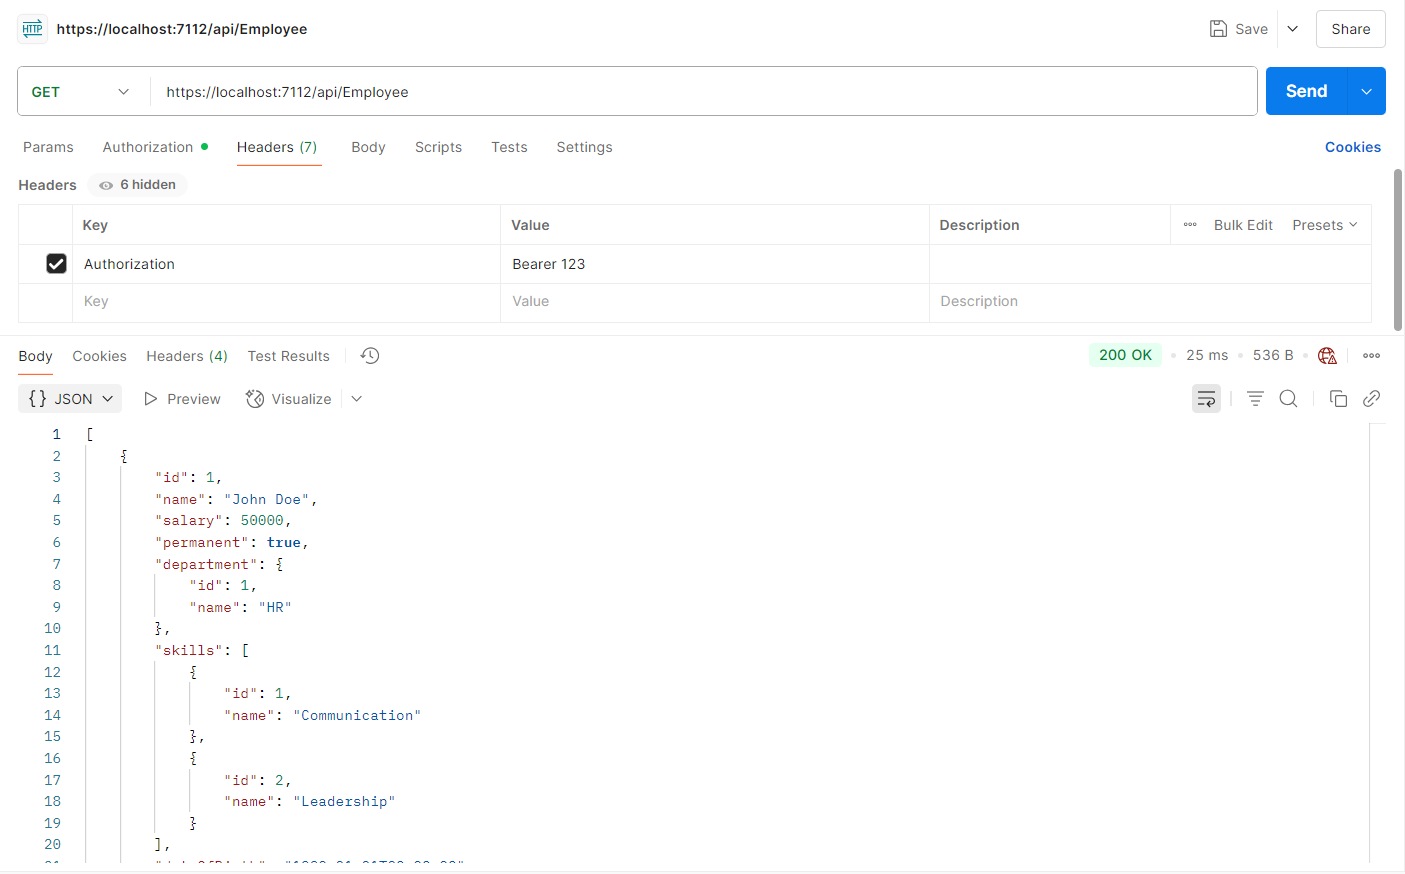 HTTP https://localhost:7112/api/Employee Save Share
GET https://localhost:7112/api/Employee Send
Params Authorization Headers (7) Body Scripts Tests Settings Cookies
Headers 6 hidden
Key Value Description Bulk Edit Presets
Authorization Bearer 123
Key Value Description
Body Cookies Headers (4) Test Results 200 OK 25 ms 536 B
{} JSON Preview Visualize
1 [
2 {
3 "id": 1,
4 "name": "John Doe",
5 "salary": 50000,
6 "permanent": true,
7 "department": {
8 "id": 1,
9 "name": "HR"
10 },
11 "skills": [
12 {
13 "id": 1,
14 "name": "Communication"
15 },
16 {
17 "id": 2,
18 "name": "Leadership"
19 }
20 ],